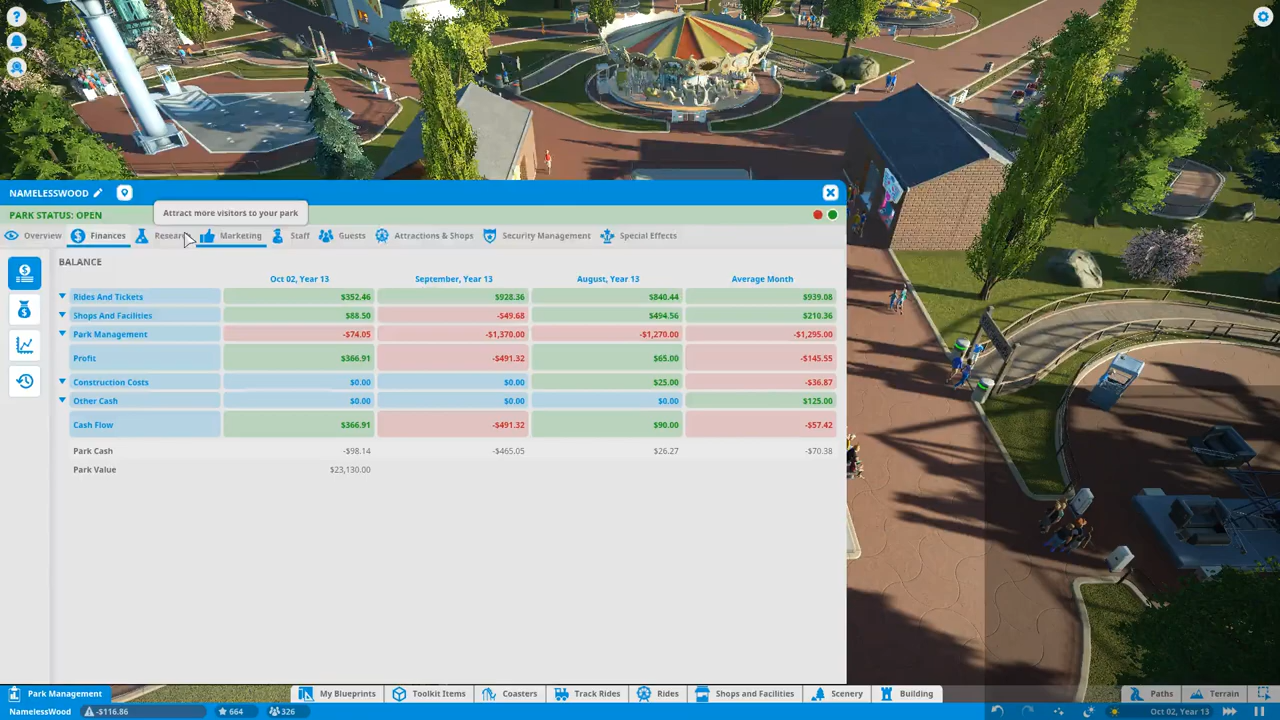 NAMELESSWOOD
PARK STATUS: OPEN
Attract more visitors to your park
Overview Finances Resear Marketing Staff Guests Attractions & Shops Security Management Special Effects
BALANCE
Oct 02, Year 13 September, Year 13 August, Year 13 Average Month
Rides And Tickets $352.46 $928.36 $840.44 $939.08
Shops And Facilities $88.50 -$49.68 $494.56 $210.36
Park Management -$74.05 -$1,370.00 -$1,270.00 -$1,295.00
Profit $366.91 -$491.32 $65.00 -$145.55
Construction Costs $0.00 $0.00 $25.00 -$36.87
Other Cash $0.00 $0.00 $0.00 $125.00
Cash Flow $366.91 -$491.32 $90.00 -$57.42
Park Cash -$98.14 -$465.05 $26.27 -$70.38
Park Value $23,130.00
Park Management My Blueprints Toolkit Items Coasters Track Rides Rides Shops and Facilities Scenery Building Paths Terrain
NamelessWood -$116.86 664 326 Oct 02, Year 13